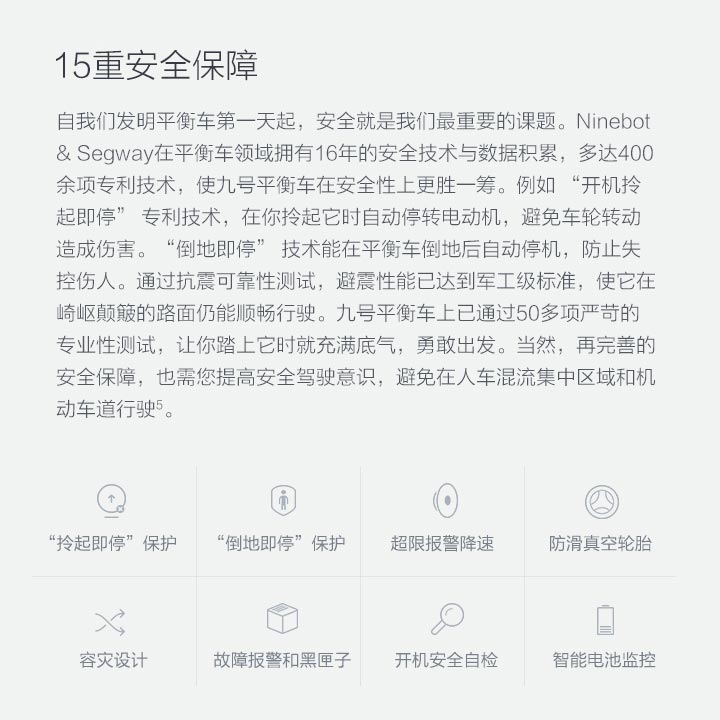 15重安全保障
自我们发明平衡车第一天起，安全就是我们最重要的课题。Ninebot
& Segway在平衡车领域拥有16年的安全技术与数据积累，多达400
余项专利技术，使九号平衡车在安全性上更胜一筹。例如 “开机拎
起即停” 专利技术，在你拎起它时自动停转电动机，避免车轮转动
造成伤害。“倒地即停” 技术能在平衡车倒地后自动停机，防止失
控伤人。通过抗震可靠性测试，避震性能已达到军工级标准，使它在
崎岖颠簸的路面仍能顺畅行驶。九号平衡车上已通过50多项严苛的
专业性测试，让你踏上它时就充满底气，勇敢出发。当然，再完善的
安全保障，也需您提高安全驾驶意识，避免在人车混流集中区域和机
动车道行驶5。
“拎起即停”保护
“倒地即停”保护
超限报警降速
防滑真空轮胎
容灾设计
故障报警和黑匣子
开机安全自检
智能电池监控